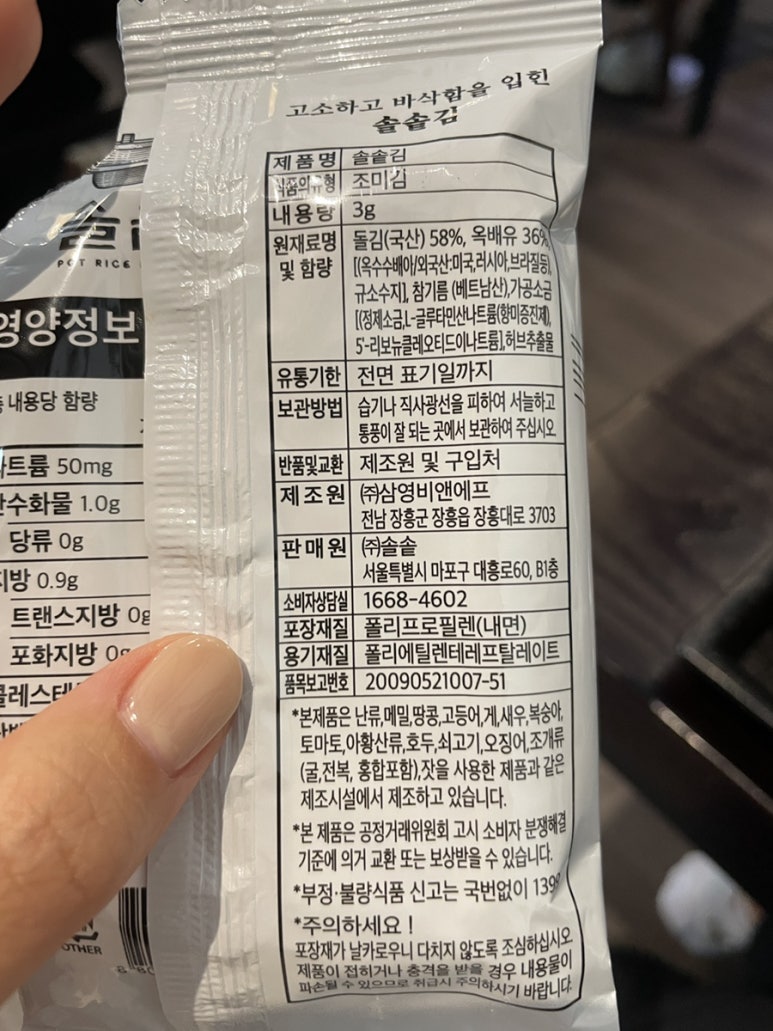 고소하고 바삭함을 입힌
솥솥김
제품명 솥솥김
식품의유형 조미김
내용량 3g
원재료명 및 함량 돌김(국산) 58%, 옥배유 36%
[(옥수수배아/외국산:미국,러시아,브라질등),
규소수지], 참기름 (베트남산),가공소금
[(정제소금,L-글루타민산나트륨(향미증진제),
5'-리보뉴클레오티드이나트륨],허브추출물
유통기한 전면 표기일까지
보관방법 습기나 직사광선을 피하여 서늘하고
통풍이 잘 되는 곳에서 보관하여 주십시오
반품및교환 제조원 및 구입처
제조원 ㈜삼영비앤에프
전남 장흥군 장흥읍 장흥대로 3703
판매원 ㈜솔솥
서울특별시 마포구 대흥로60, B1층
소비자상담실 1668-4602
포장재질 폴리프로필렌(내면)
용기재질 폴리에틸렌테레프탈레이트
품목보고번호 20090521007-51
*본제품은 난류,메밀,땅콩,고등어,게,새우,복숭아,
토마토,아황산류,호두,쇠고기,오징어,조개류
(굴,전복, 홍합포함),잣을 사용한 제품과 같은
제조시설에서 제조하고 있습니다.
*본 제품은 공정거래위원회 고시 소비자 분쟁해결
기준에 의거 교환 또는 보상받을 수 있습니다.
*부정·불량식품 신고는 국번없이 1399
*주의하세요 !
포장재가 날카로우니 다치지 않도록 조심하십시오.
제품이 접히거나 충격을 받을 경우 내용물이
파손될 수 있으므로 취급시 주의하시기 바랍니다.
POT RICE
영양정보
내용당 함량
나트륨 50mg
탄수화물 1.0g
당류 0g
지방 0.9g
트랜스지방 0g
포화지방 0g
OTHER